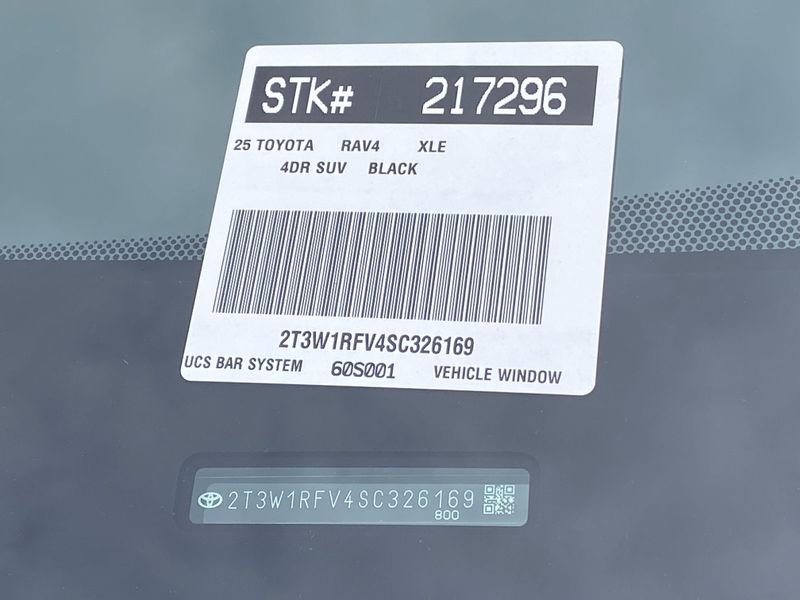 STK# 217296
25 TOYOTA RAV4 XLE
4DR SUV BLACK
2T3W1RFV4SC326169
UCS BAR SYSTEM 60S001 VEHICLE WINDOW
2T3W1RFV4SC326169
800